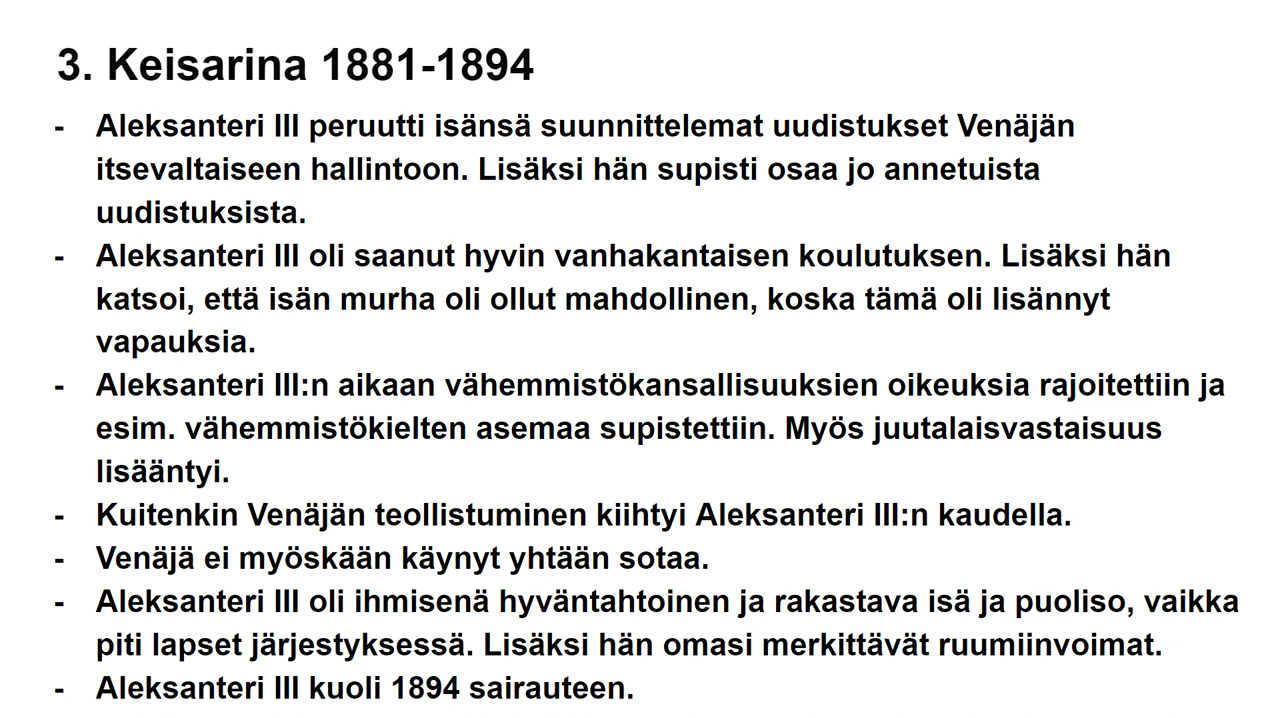 3. Keisarina 1881-1894
- Aleksanteri III peruutti isänsä suunnittelemat uudistukset Venäjän
itsevaltaiseen hallintoon. Lisäksi hän supisti osaa jo annetuista
uudistuksista.
- Aleksanteri III oli saanut hyvin vanhakantaisen koulutuksen. Lisäksi hän
katsoi, että isän murha oli ollut mahdollinen, koska tämä oli lisännyt
vapauksia.
- Aleksanteri III:n aikaan vähemmistökansallisuuksien oikeuksia rajoitettiin ja
esim. vähemmistökielten asemaa supistettiin. Myös juutalaisvastaisuus
lisääntyi.
- Kuitenkin Venäjän teollistuminen kiihtyi Aleksanteri III:n kaudella.
- Venäjä ei myöskään käynyt yhtään sotaa.
- Aleksanteri III oli ihmisenä hyväntahtoinen ja rakastava isä ja puoliso, vaikka
piti lapset järjestyksessä. Lisäksi hän omasi merkittävät ruumiinvoimat.
- Aleksanteri III kuoli 1894 sairauteen.